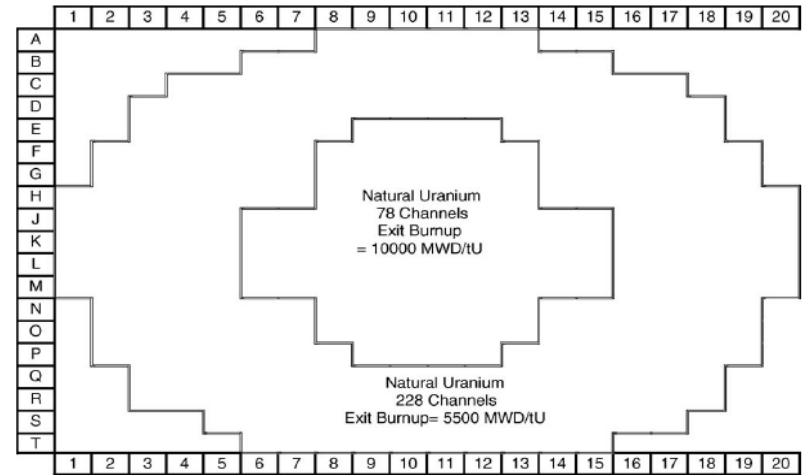 1 2 3 4 5 6 7 8 9 10 11 12 13 14 15 16 17 18 19 20
A
B
C
D
E
F
G
H
J
K
L
M
N
O
P
Q
R
S
T
Natural Uranium
78 Channels
Exit Burnup
= 10000 MWD/tU
Natural Uranium
228 Channels
Exit Burnup= 5500 MWD/tU
1 2 3 4 5 6 7 8 9 10 11 12 13 14 15 16 17 18 19 20